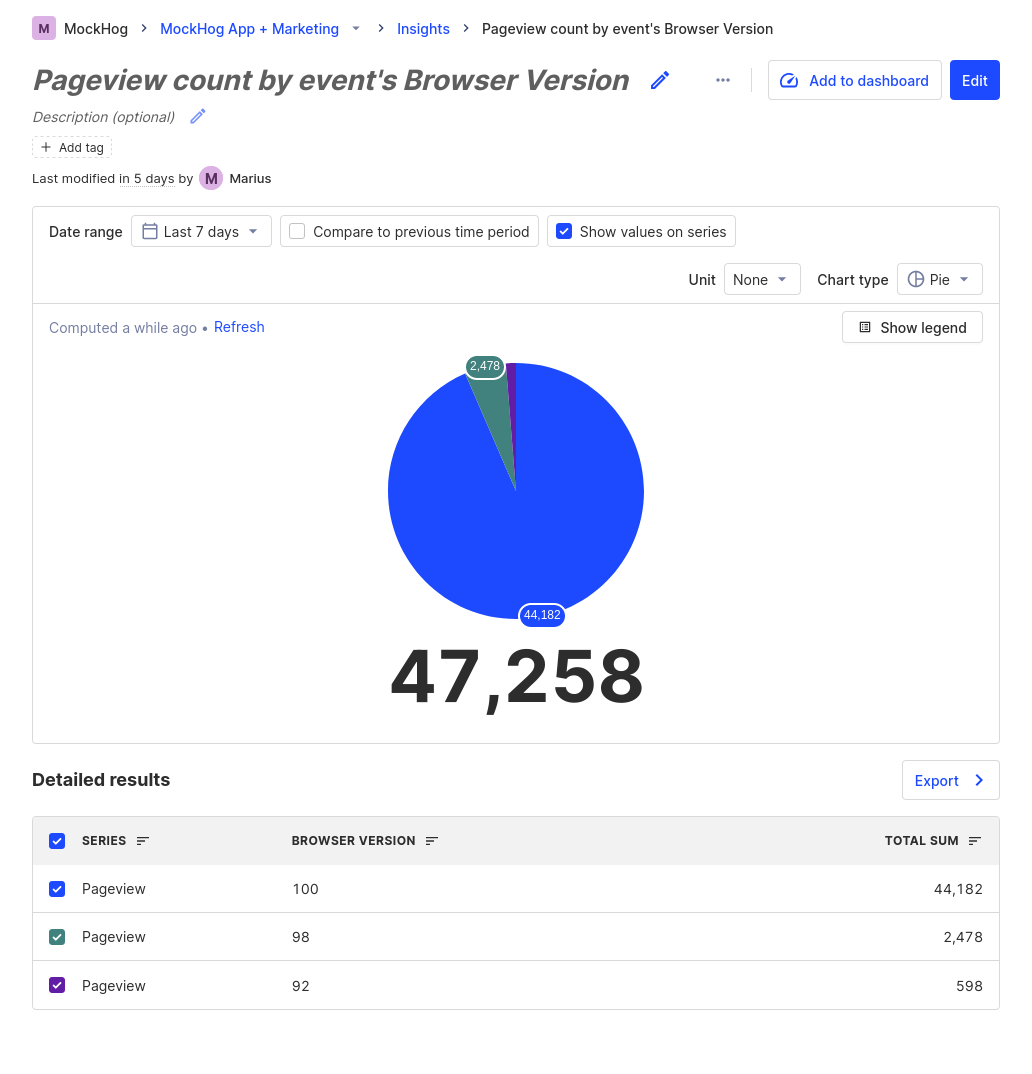 M MockHog > MockHog App + Marketing > Insights > Pageview count by event's Browser Version
Pageview count by event's Browser Version
Add to dashboard
Edit
Description (optional)
Add tag
Last modified in 5 days by M Marius
Date range Last 7 days Compare to previous time period Show values on series
Unit None Chart type Pie
Computed a while ago • Refresh
Show legend
2,478
44,182
47,258
Detailed results
Export
SERIES BROWSER VERSION TOTAL SUM
Pageview 100 44,182
Pageview 98 2,478
Pageview 92 598